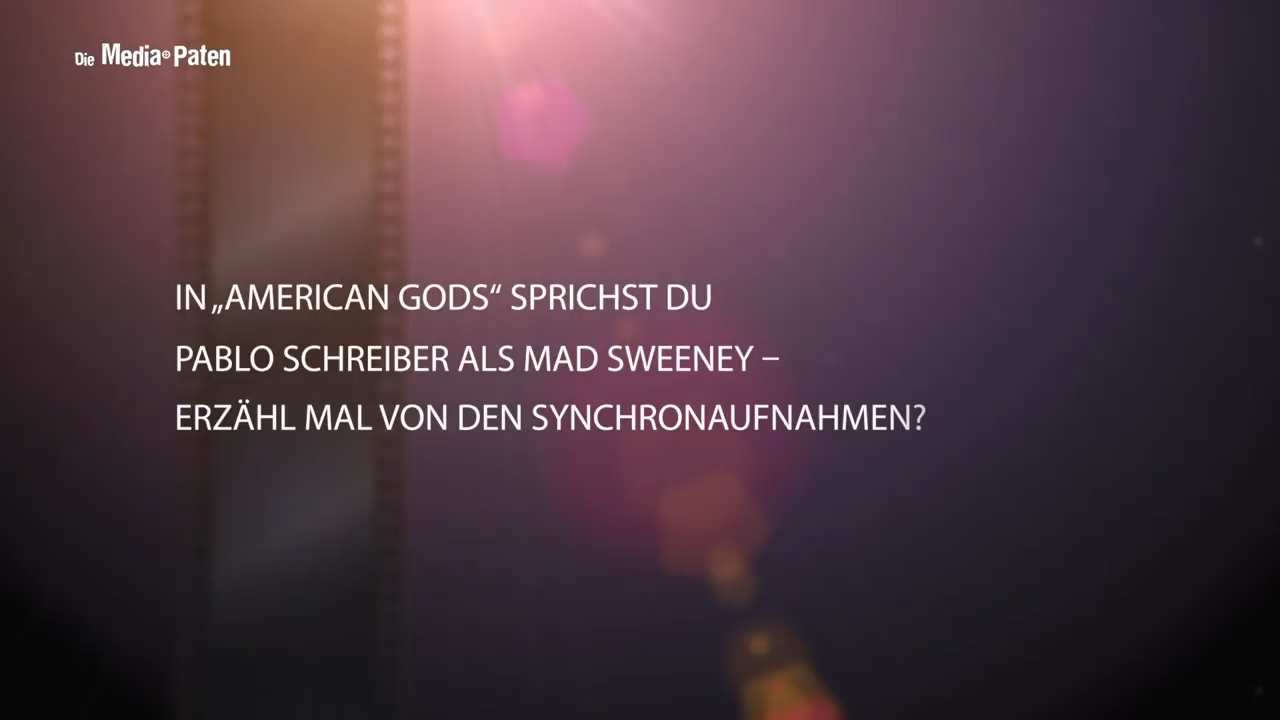 Die Media Paten
IN „AMERICAN GODS“ SPRICHST DU
PABLO SCHREIBER ALS MAD SWEENEY –
ERZÄHL MAL VON DEN SYNCHRONAUFNAHMEN?